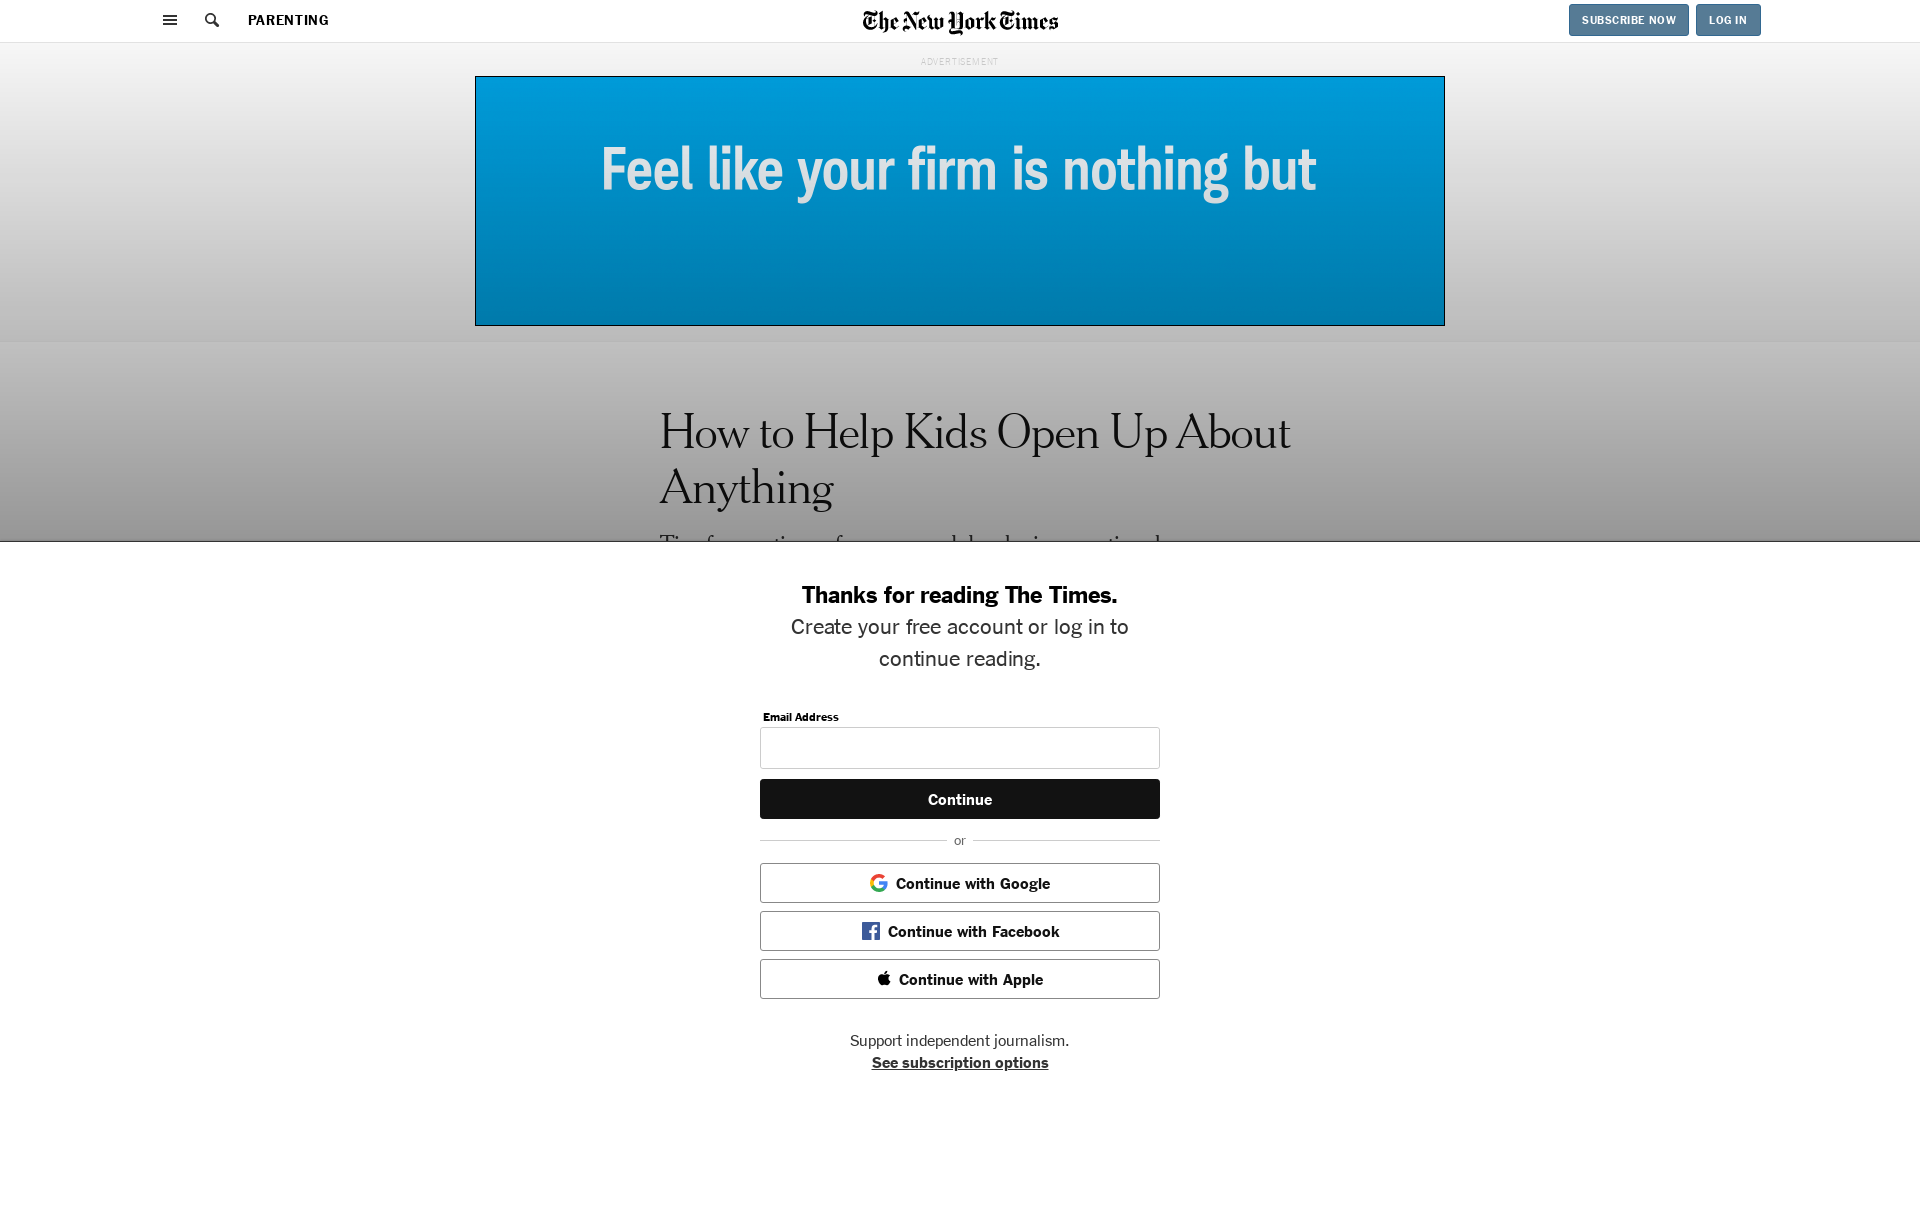 PARENTING
The New York Times
SUBSCRIBE NOW
LOG IN
ADVERTISEMENT
Feel like your firm is nothing but
How to Help Kids Open Up About
Anything
Thanks for reading The Times.
Create your free account or log in to
continue reading.
Email Address
Continue
or
Continue with Google
Continue with Facebook
Continue with Apple
Support independent journalism.
See subscription options